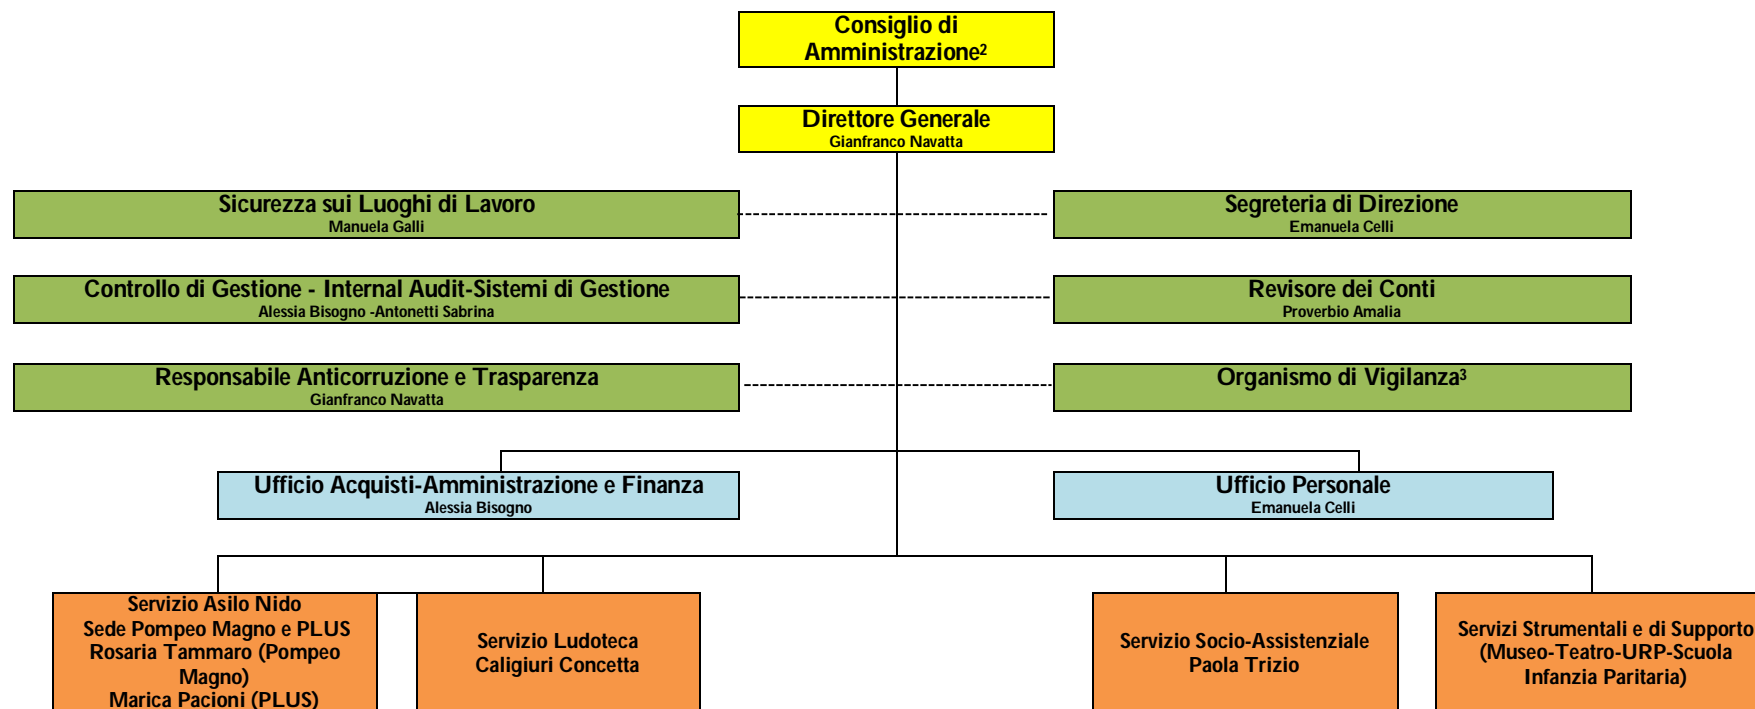 Consiglio di
Amministrazione²
Direttore Generale
Gianfranco Navatta
Sicurezza sui Luoghi di Lavoro
Manuela Galli
Segreteria di Direzione
Emanuela Celli
Controllo di Gestione - Internal Audit-Sistemi di Gestione
Alessia Bisogno -Antonetti Sabrina
Revisore dei Conti
Proverbio Amalia
Responsabile Anticorruzione e Trasparenza
Gianfranco Navatta
Organismo di Vigilanza³
Ufficio Acquisti-Amministrazione e Finanza
Alessia Bisogno
Ufficio Personale
Emanuela Celli
Servizio Asilo Nido
Sede Pompeo Magno e PLUS
Rosaria Tammaro (Pompeo
Magno)
Marica Pacioni (PLUS)
Servizio Ludoteca
Caligiuri Concetta
Servizio Socio-Assistenziale
Paola Trizio
Servizi Strumentali e di Supporto
(Museo-Teatro-URP-Scuola
Infanzia Paritaria)